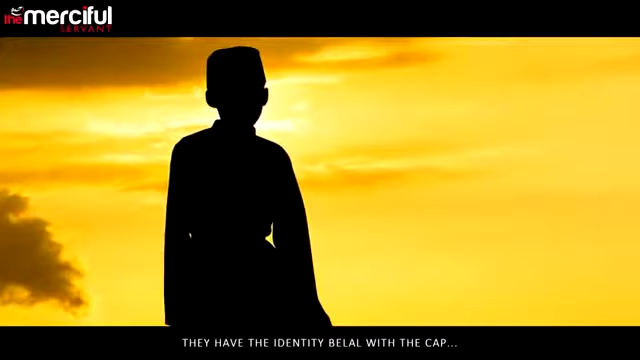 the merciful
SERVANT
THEY HAVE THE IDENTITY BELAL WITH THE CAP...